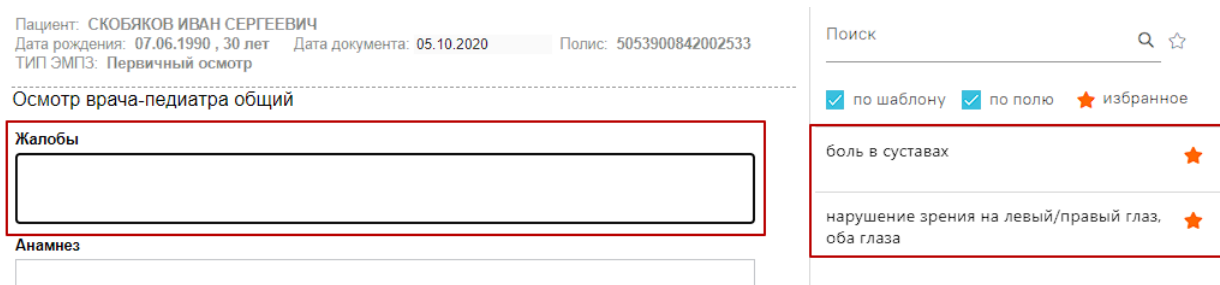 Пациент: СКОБЯКОВ ИВАН СЕРГЕЕВИЧ
Дата рождения: 07.06.1990 , 30 лет Дата документа: 05.10.2020 Полис: 5053900842002533
ТИП ЭМПЗ: Первичный осмотр
Осмотр врача-педиатра общий
Жалобы
Анамнез
Поиск
по шаблону по полю избранное
боль в суставах
нарушение зрения на левый/правый глаз,
оба глаза